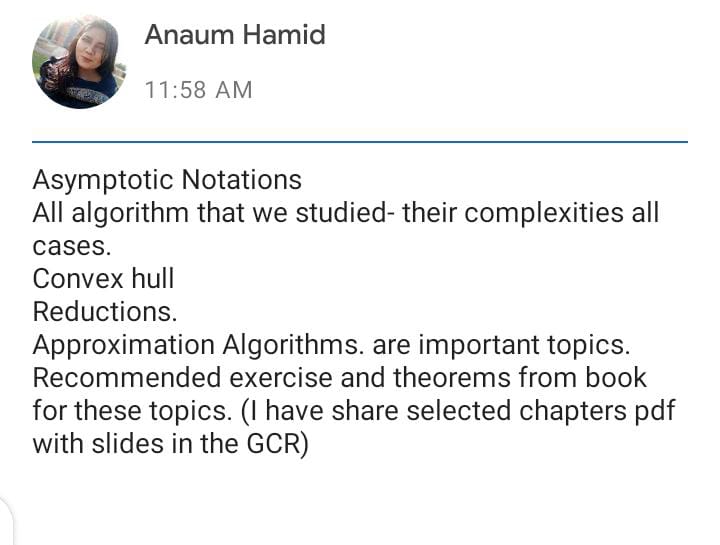 Anaum Hamid
11:58 AM
Asymptotic Notations
All algorithm that we studied- their complexities all
cases.
Convex hull
Reductions.
Approximation Algorithms. are important topics.
Recommended exercise and theorems from book
for these topics. (I have share selected chapters pdf
with slides in the GCR)